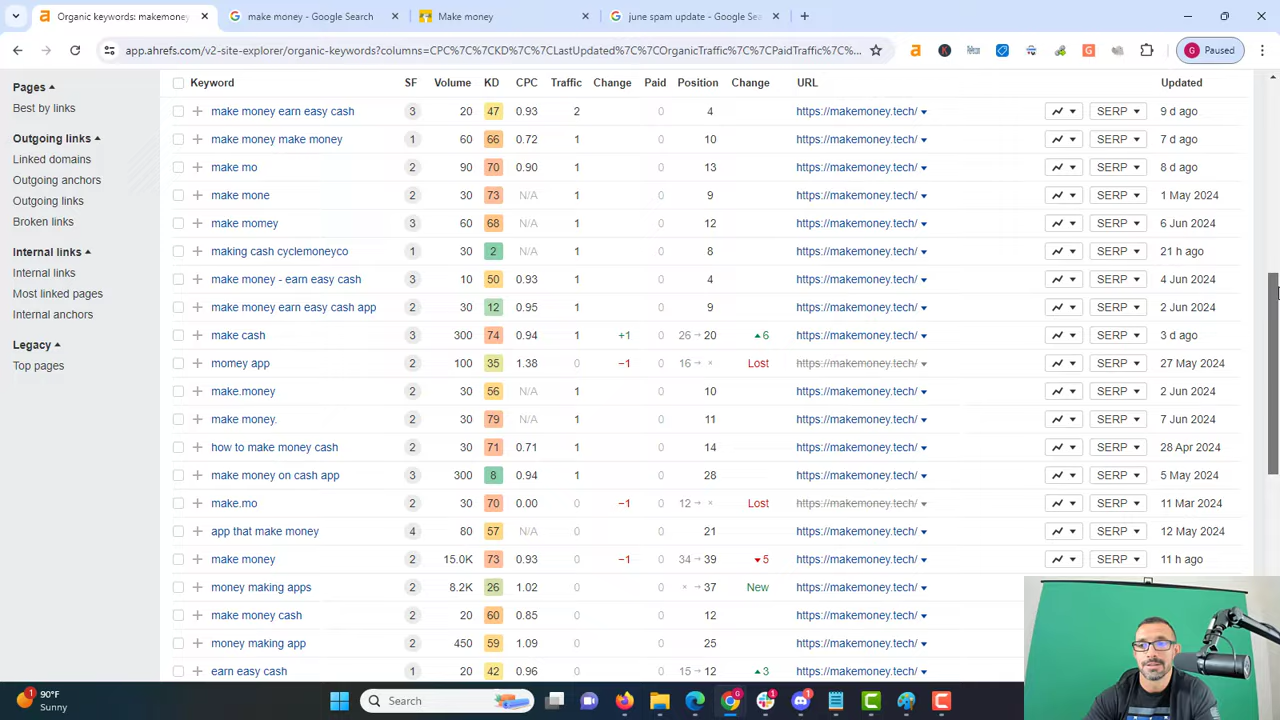 Organic keywords: makemoney
make money - Google Search
Make money
june spam update - Google Sea
app.ahrefs.com/v2-site-explorer/organic-keywords?columns=CPC%7C%7CKD%7C%7CLastUpdated%7C%7COrganicTraffic%7C%7CPaidTraffic%7C%7C%...
G Paused
Pages
Best by links
Outgoing links
Linked domains
Outgoing anchors
Outgoing links
Broken links
Internal links
Internal links
Most linked pages
Internal anchors
Legacy
Top pages
Keyword SF Volume KD CPC Traffic Change Paid Position Change URL Updated
make money earn easy cash 3 20 47 0.93 2 0 4 https://makemoney.tech/ SERP 9 d ago
make money make money 1 60 66 0.72 1 0 10 https://makemoney.tech/ SERP 7 d ago
make mo 2 90 70 0.90 1 0 13 https://makemoney.tech/ SERP 8 d ago
make mone 2 30 73 N/A 1 0 9 https://makemoney.tech/ SERP 1 May 2024
make momey 3 60 68 N/A 1 0 12 https://makemoney.tech/ SERP 6 Jun 2024
making cash cyclemoneyco 1 30 2 N/A 1 0 8 https://makemoney.tech/ SERP 21 h ago
make money - earn easy cash 3 10 50 0.93 1 0 4 https://makemoney.tech/ SERP 4 Jun 2024
make money earn easy cash app 2 30 12 0.95 1 0 9 https://makemoney.tech/ SERP 2 Jun 2024
make cash 3 300 74 0.94 1 +1 0 26 → 20 6 https://makemoney.tech/ SERP 3 d ago
momey app 2 100 35 1.38 0 −1 0 16 → × Lost https://makemoney.tech/ SERP 27 May 2024
make.money 2 30 56 N/A 1 0 10 https://makemoney.tech/ SERP 2 Jun 2024
make money. 2 30 79 N/A 1 0 11 https://makemoney.tech/ SERP 7 Jun 2024
how to make money cash 2 30 71 0.71 1 0 14 https://makemoney.tech/ SERP 28 Apr 2024
make money on cash app 3 300 8 0.94 1 0 28 https://makemoney.tech/ SERP 5 May 2024
make.mo 2 30 70 0.00 0 −1 0 12 → × Lost https://makemoney.tech/ SERP 11 Mar 2024
app that make money 4 80 57 N/A 0 0 21 https://makemoney.tech/ SERP 12 May 2024
make money 2 15.0K 73 0.93 0 −1 0 34 → 39 5 https://makemoney.tech/ SERP 11 h ago
money making apps 2 8.2K 26 1.02 0 0 × → 37 New https://makemoney.tech/
make money cash 2 20 60 0.85 0 0 12 https://makemoney.tech/
money making app 2 450 59 1.09 0 0 25 https://makemoney.tech/
earn easy cash 1 20 42 0.96 0 0 15 → 12 3 https://makemoney.tech/
90°F
Sunny
Search